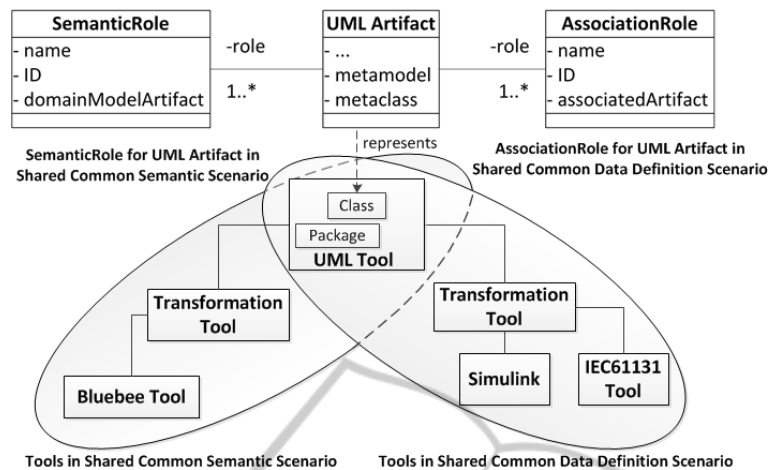 SemanticRole
- name
- ID
- domainModelArtifact
-role
1..*
UML Artifact
- ...
- metamodel
- metaclass
-role
1..*
AssociationRole
- name
- ID
- associatedArtifact
represents
SemanticRole for UML Artifact in
Shared Common Semantic Scenario
AssociationRole for UML Artifact in
Shared Common Data Definition Scenario
Class
Package
UML Tool
Transformation
Tool
Transformation
Tool
Bluebee Tool
Simulink
IEC61131
Tool
Tools in Shared Common Semantic Scenario
Tools in Shared Common Data Definition Scenario